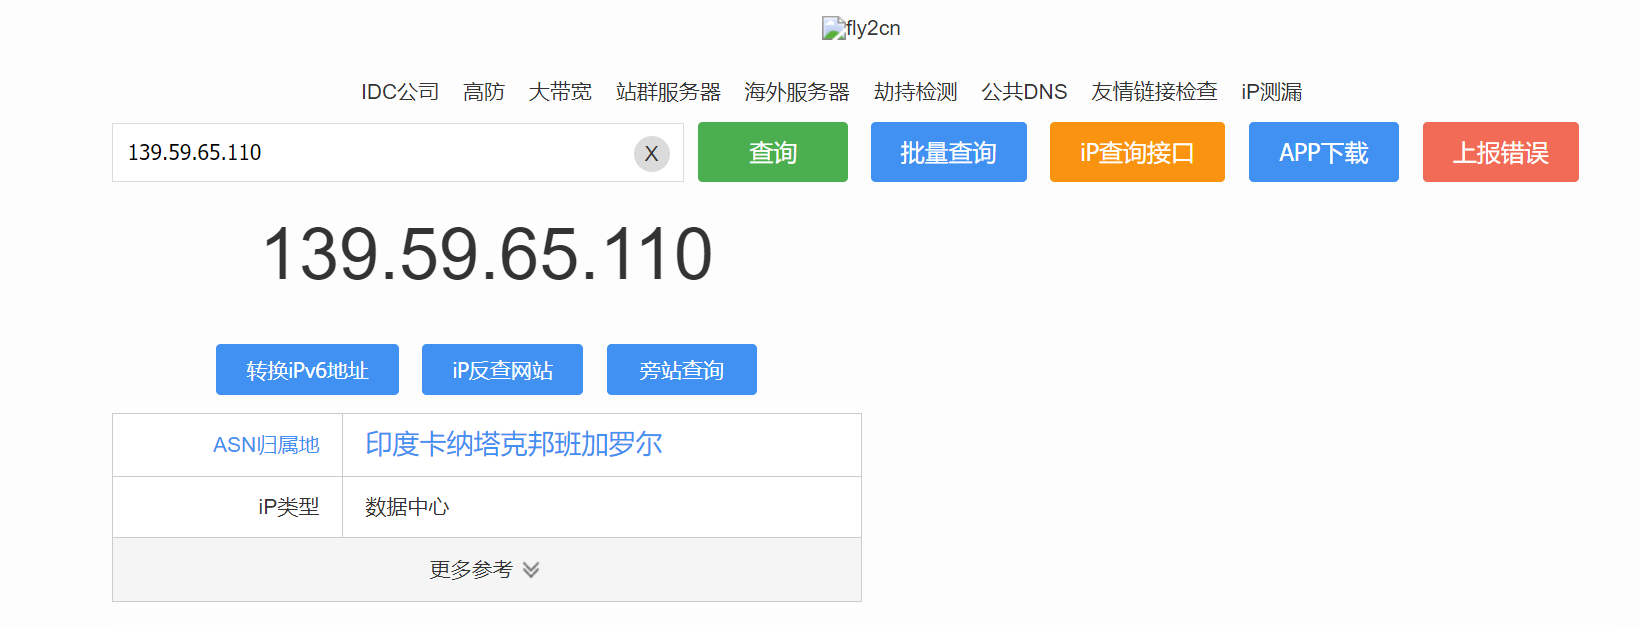 fly2cn
IDC公司 高防 大带宽 站群服务器 海外服务器 劫持检测 公共DNS 友情链接检查 iP测漏
139.59.65.110 X 查询 批量查询 iP查询接口 APP下载 上报错误
139.59.65.110
转换iPv6地址 iP反查网站 旁站查询
ASN归属地 印度卡纳塔克邦班加罗尔
iP类型 数据中心
更多参考